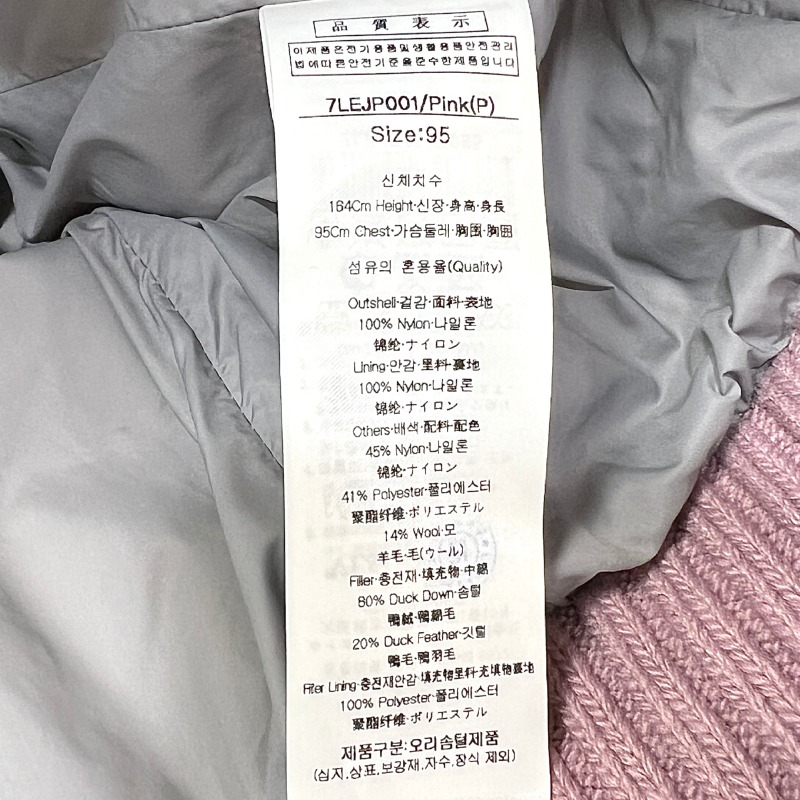 品質表示
이 제품은 전기용품 및 생활용품 안전관리
법에 따른 안전기준을 준수한 제품입니다
7LEJP001/Pink(P)
Size:95
신체치수
164Cm Height·신장·身高·身長
95Cm Chest·가슴둘레·胸围·胸囲
섬유의 혼용율(Quality)
Outshell·겉감·面料·表地
100% Nylon·나일론
锦纶·ナイロン
Lining·안감·里料·裏地
100% Nylon·나일론
锦纶·ナイロン
Others·배색·配料·配色
45% Nylon·나일론
锦纶·ナイロン
41% Polyester·폴리에스터
聚酯纤维·ポリエステル
14% Wool·모
羊毛·毛(ウール)
Filler·충전재·填充物·中綿
80% Duck Down·솜털
鸭绒·鴨綿毛
20% Duck Feather·깃털
鸭毛·鴨羽毛
Filler Lining·충전재안감·填充物里料·充填物裏地
100% Polyester·폴리에스터
聚酯纤维·ポリエステル
제품구분:오리솜털제품
(심지,상표,보강재,자수,장식 제외)